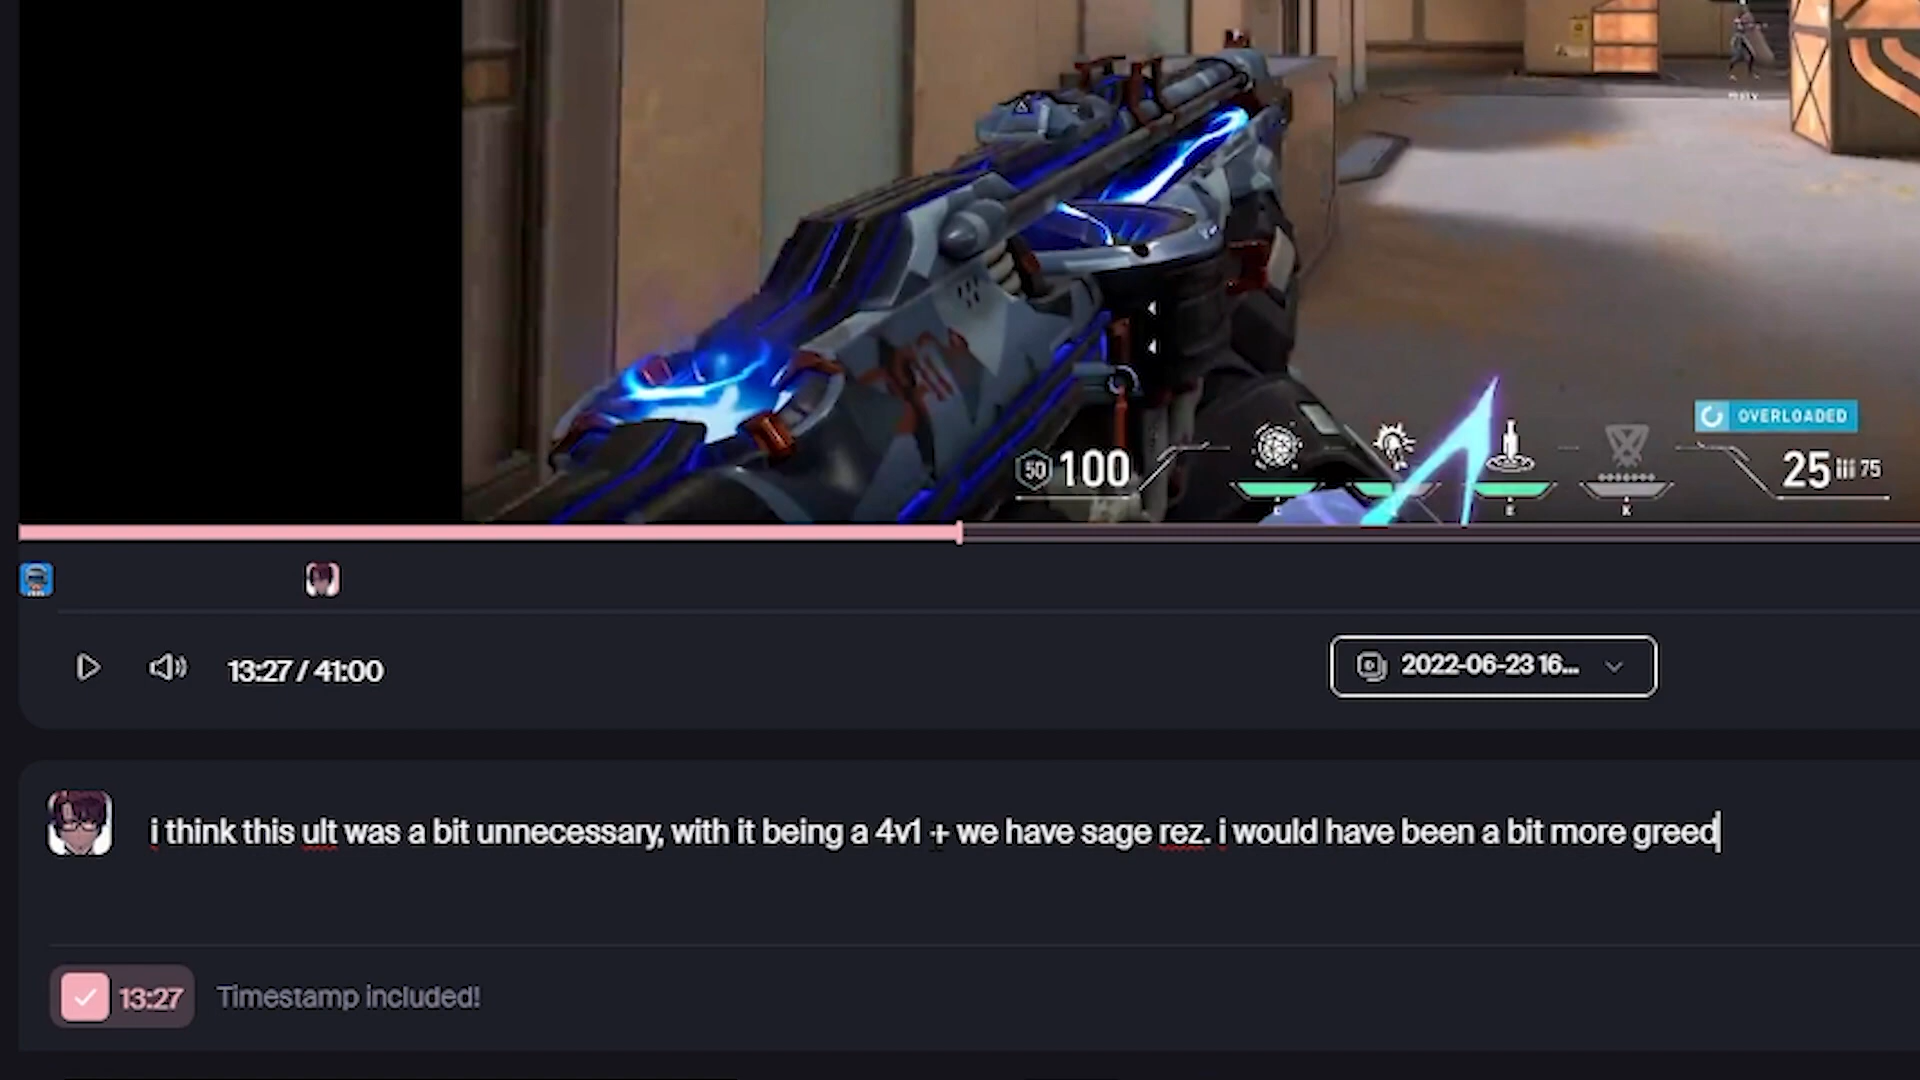 OVERLOADED
50 100
25 75
C
E
X
13:27 / 41:00
2022-06-23 16...
i think this ult was a bit unnecessary, with it being a 4v1 + we have sage rez. i would have been a bit more greed
13:27 Timestamp included!